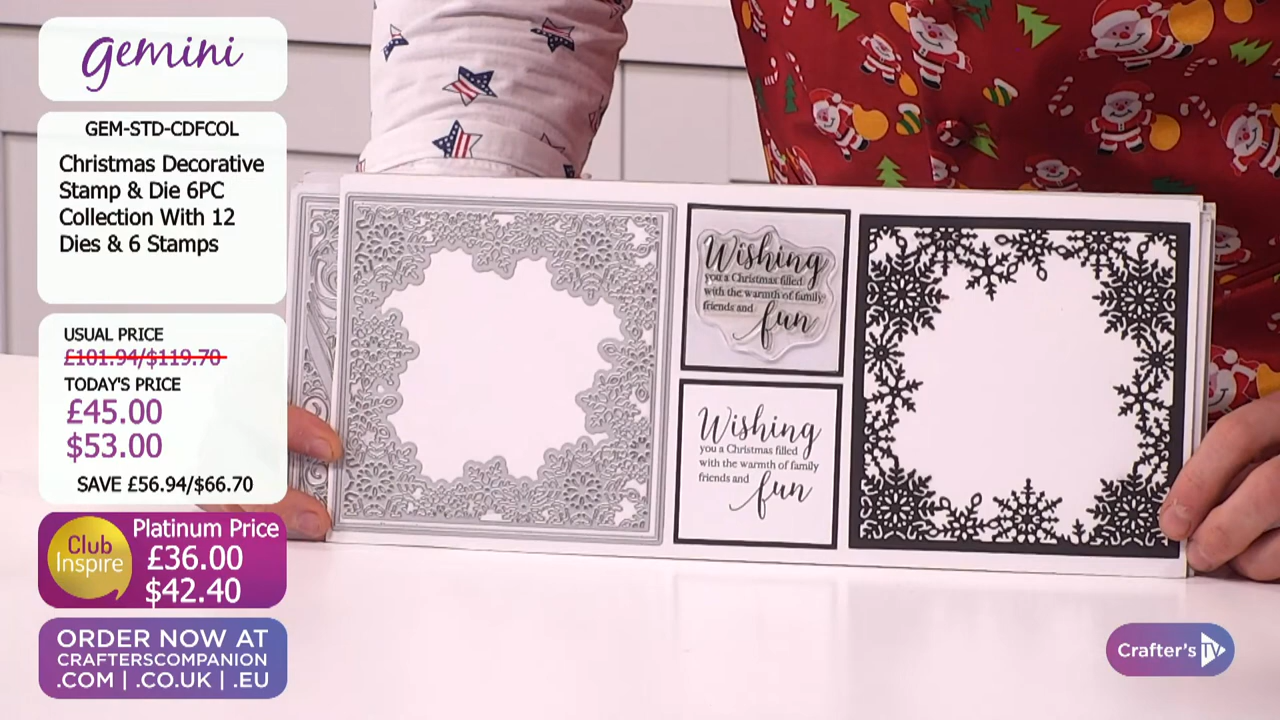 gemini
GEM-STD-CDFCOL
Christmas Decorative
Stamp & Die 6PC
Collection With 12
Dies & 6 Stamps
USUAL PRICE
£101.94/$119.70
TODAY'S PRICE
£45.00
$53.00
SAVE £56.94/$66.70
Club
Inspire
Platinum Price
£36.00
$42.40
ORDER NOW AT
CRAFTERSCOMPANION
.COM | .CO.UK | .EU
Wishing
you a Christmas filled
with the warmth of family
friends and
fun
Wishing
you a Christmas filled
with the warmth of family
friends and
fun
Crafter's TV